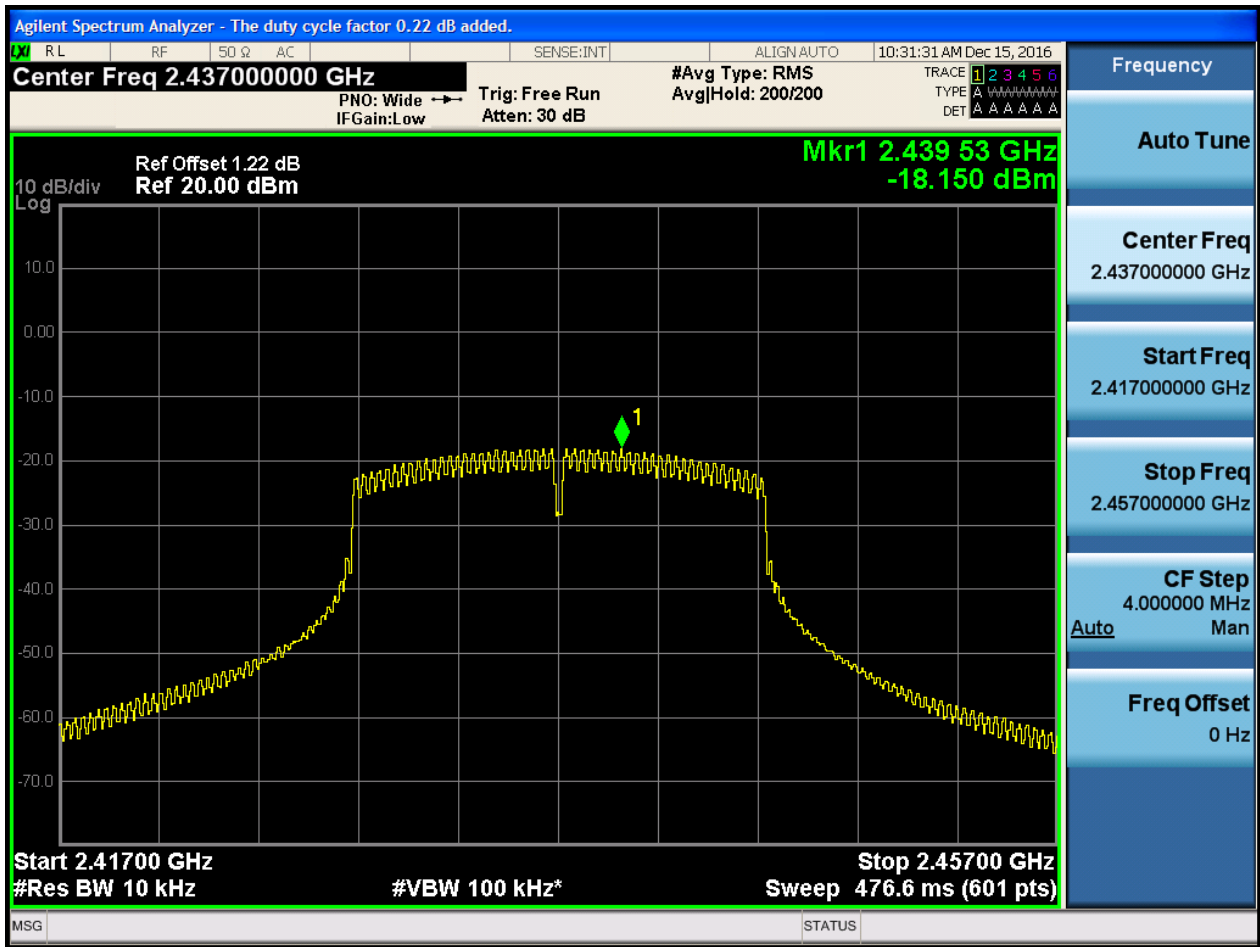 Agilent Spectrum Analyzer - The duty cycle factor 0.22 dB added.
LXI RL RF 50 Ω AC SENSE:INT ALIGN AUTO 10:31:31 AM Dec 15, 2016
Center Freq 2.437000000 GHz
PNO: Wide
IFGain:Low
Trig: Free Run
Atten: 30 dB
#Avg Type: RMS
Avg|Hold: 200/200
TRACE 1 2 3 4 5 6
TYPE A WWWWW
DET A A A A A A
Ref Offset 1.22 dB
10 dB/div Ref 20.00 dBm
Log
Mkr1 2.439 53 GHz
-18.150 dBm
10.0
0.00
-10.0
-20.0
-30.0
-40.0
-50.0
-60.0
-70.0
1
Start 2.41700 GHz Stop 2.45700 GHz
#Res BW 10 kHz #VBW 100 kHz* Sweep 476.6 ms (601 pts)
MSG STATUS
Frequency
Auto Tune
Center Freq
2.437000000 GHz
Start Freq
2.417000000 GHz
Stop Freq
2.457000000 GHz
CF Step
4.000000 MHz
Auto Man
Freq Offset
0 Hz